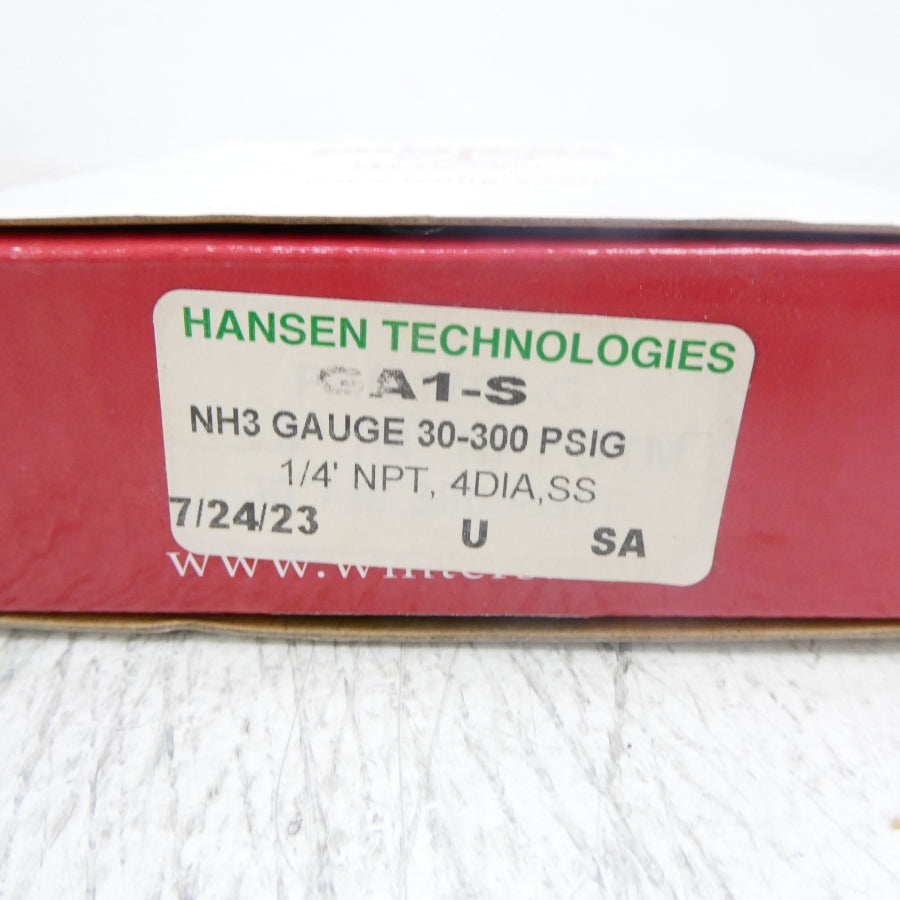 HANSEN TECHNOLOGIES
GA1-S
NH3 GAUGE 30-300 PSIG
1/4' NPT, 4DIA,SS
7/24/23 U SA
www.winters.